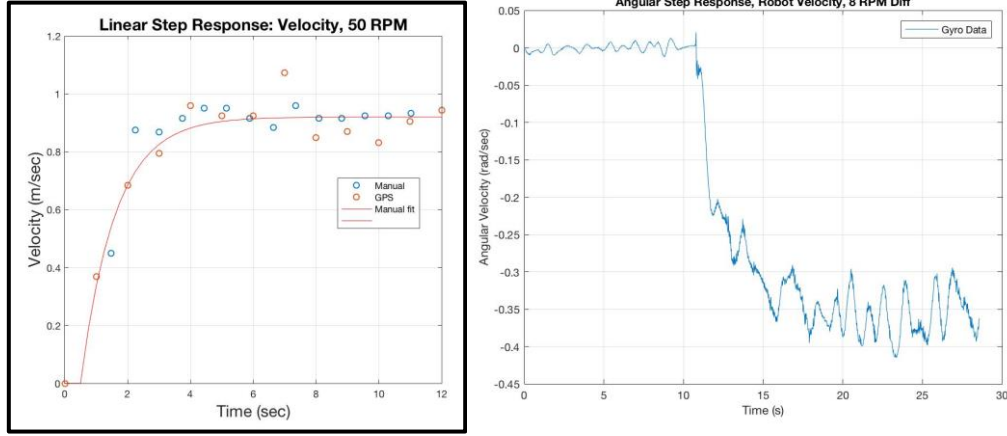 Linear Step Response: Velocity, 50 RPM
1.2
1
0.8
0.6
0.4
0.2
0
Velocity (m/sec)
Manual
GPS
Manual fit
0 2 4 6 8 10 12
Time (sec)
Angular Step Response, Robot Velocity, 8 RPM Diff
0.05
0
-0.05
-0.1
-0.15
-0.2
-0.25
-0.3
-0.35
-0.4
-0.45
Angular Velocity (rad/sec)
Gyro Data
0 5 10 15 20 25 30
Time (s)